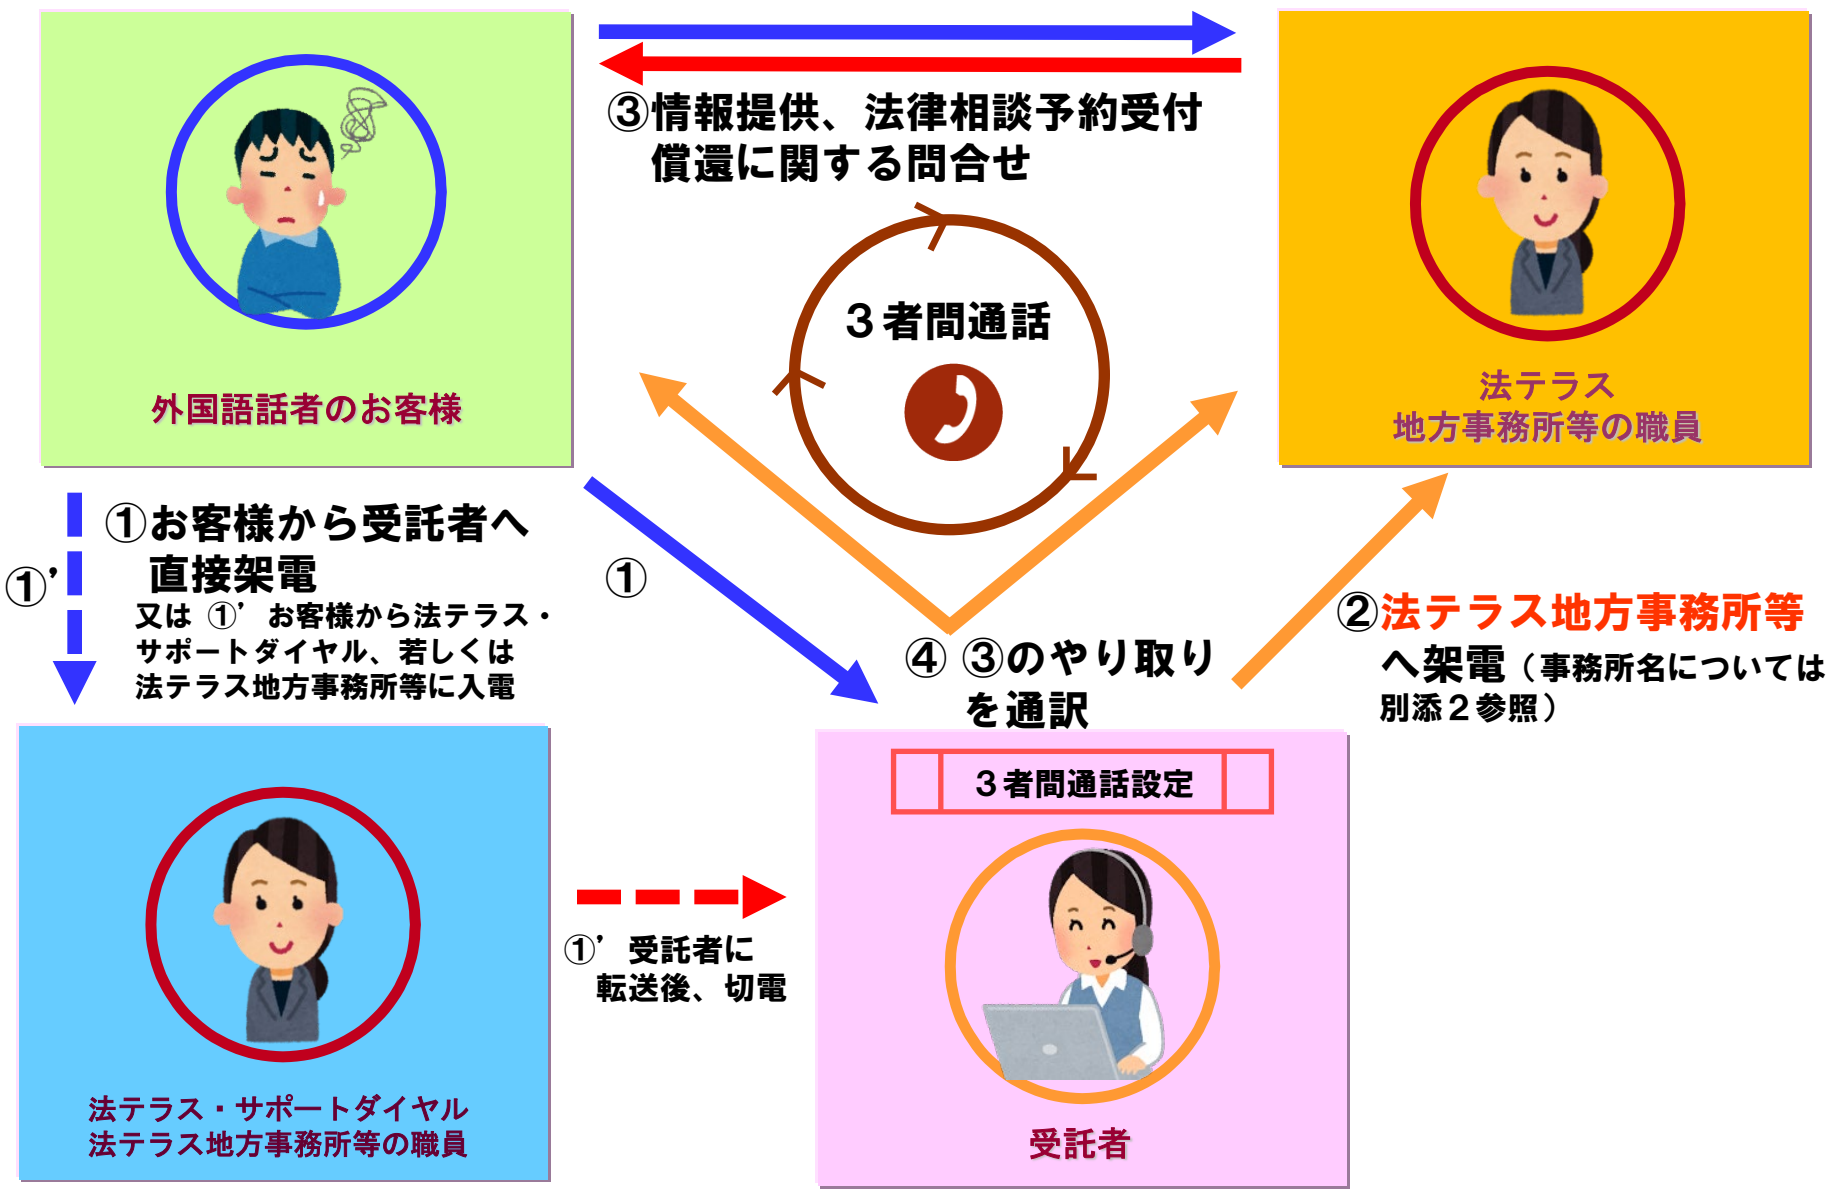 ③情報提供、法律相談予約受付
償還に関する問合せ
３者間通話
外国語話者のお客様
法テラス
地方事務所等の職員
①お客様から受託者へ
直接架電
又は ①’ お客様から法テラス・
サポートダイヤル、若しくは
法テラス地方事務所等に入電
①’
①
④ ③のやり取り
を通訳
②法テラス地方事務所等
へ架電（事務所名については
別添２参照）
３者間通話設定
①’ 受託者に
転送後、切電
法テラス・サポートダイヤル
法テラス地方事務所等の職員
受託者